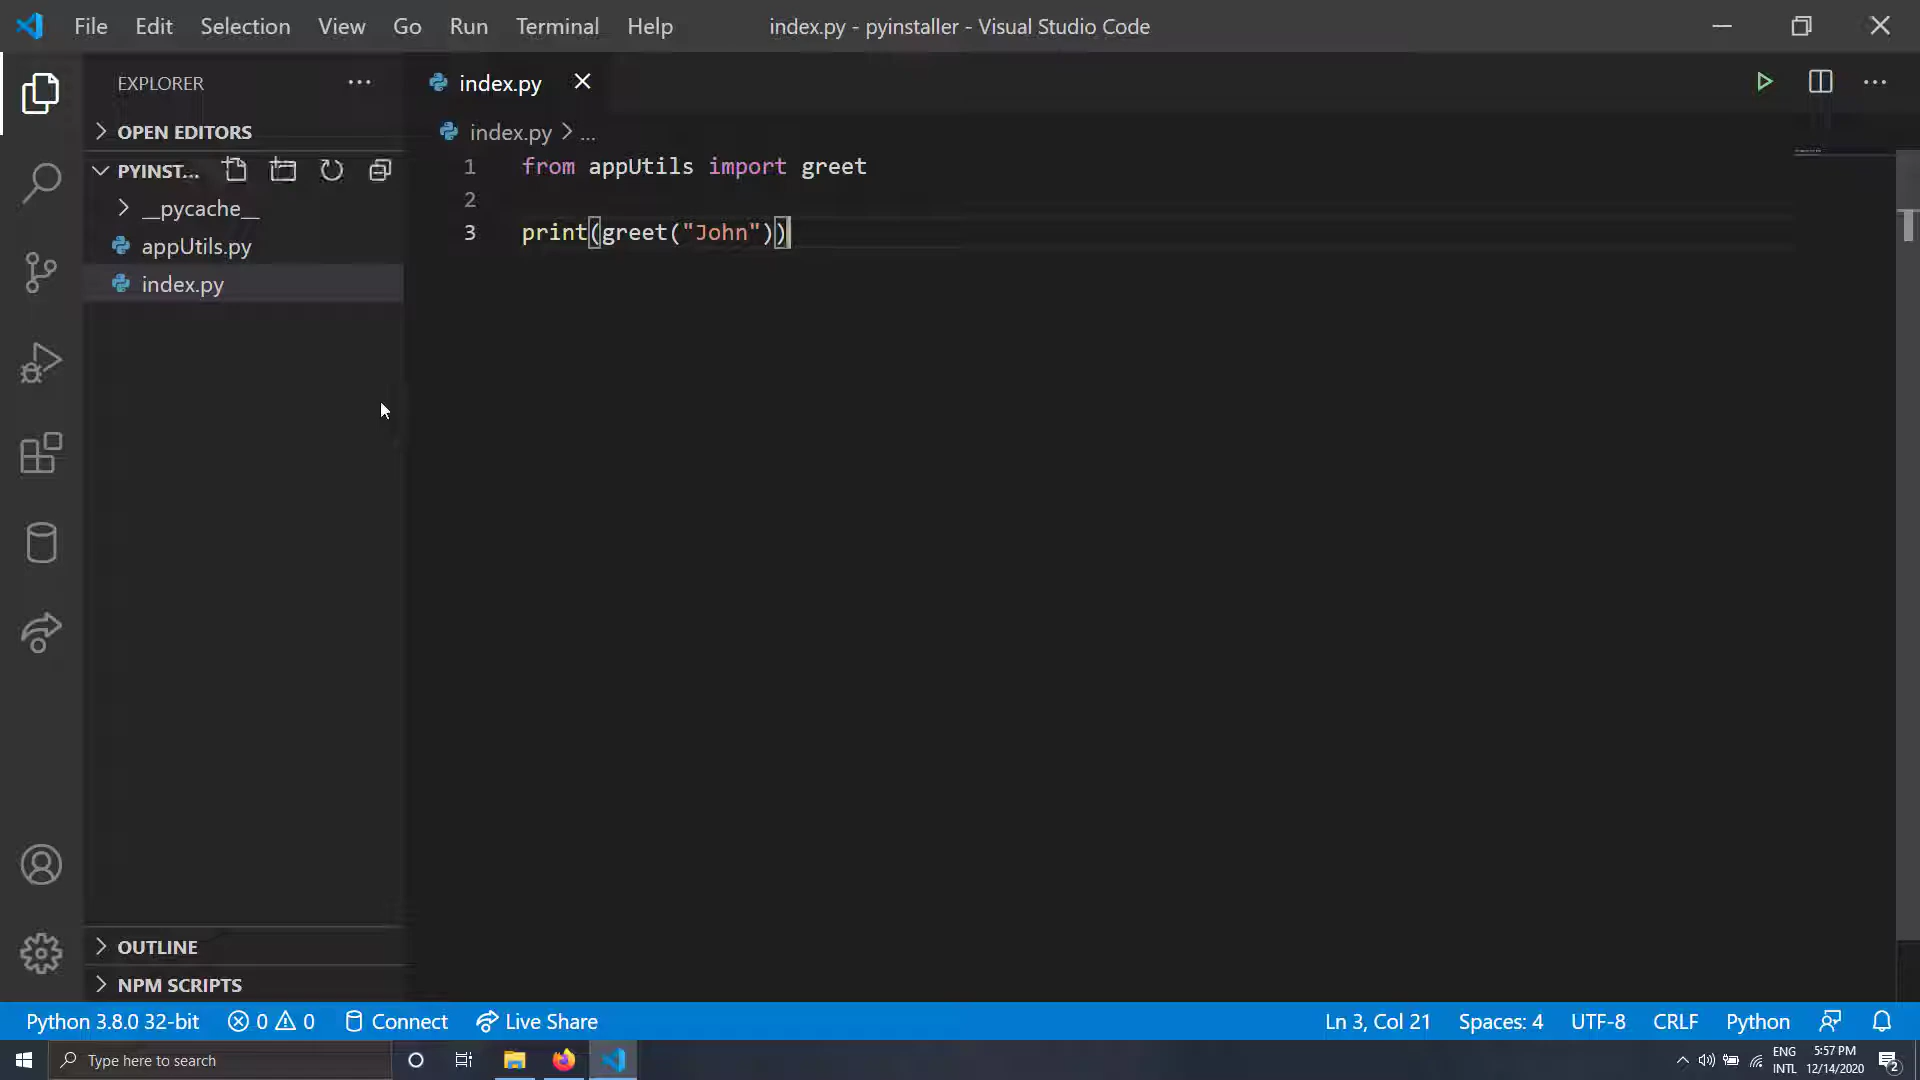 File Edit Selection View Go Run Terminal Help index.py - pyinstaller - Visual Studio Code
EXPLORER
OPEN EDITORS
PYINST...
__pycache__
appUtils.py
index.py
OUTLINE
NPM SCRIPTS
index.py
index.py > ...
1 from appUtils import greet
2
3 print(greet("John"))
Python 3.8.0 32-bit 0 0 Connect Live Share Ln 3, Col 21 Spaces: 4 UTF-8 CRLF Python
Type here to search
ENG
INTL
5:57 PM
12/14/2020
2